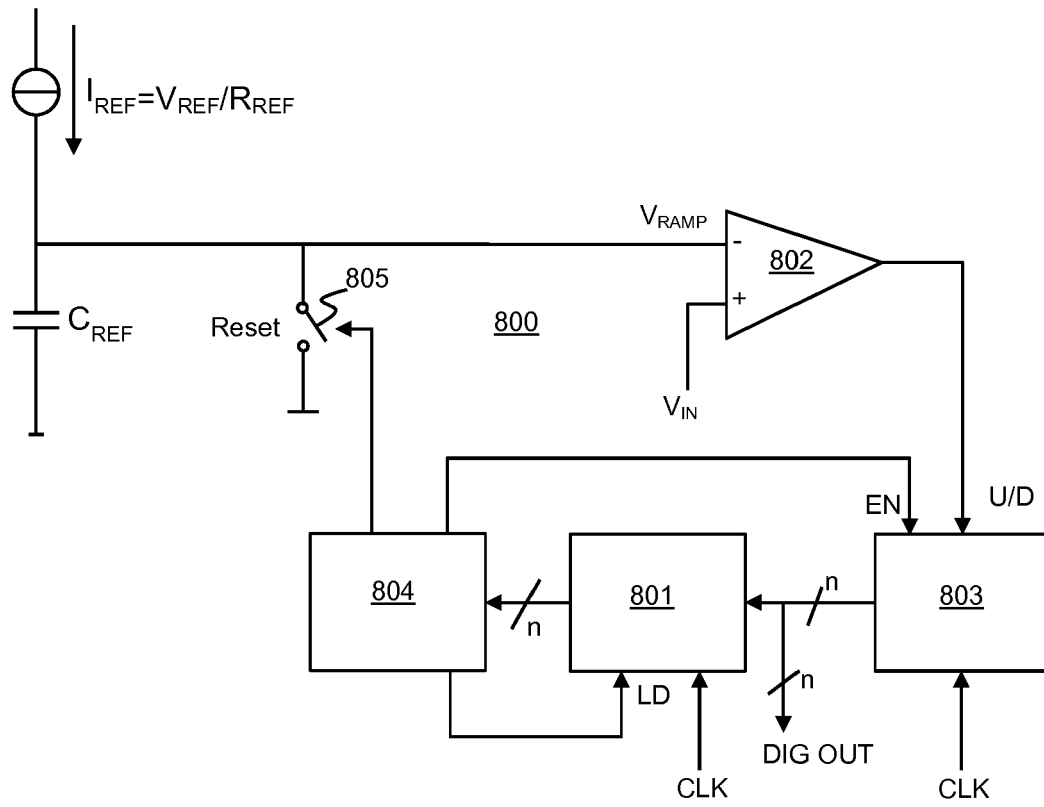 I_REF=V_REF/R_REF
V_RAMP
-
802
805
+
C_REF
Reset
800
V_IN
EN
U/D
804
801
n
n
803
n
LD
DIG OUT
CLK
CLK